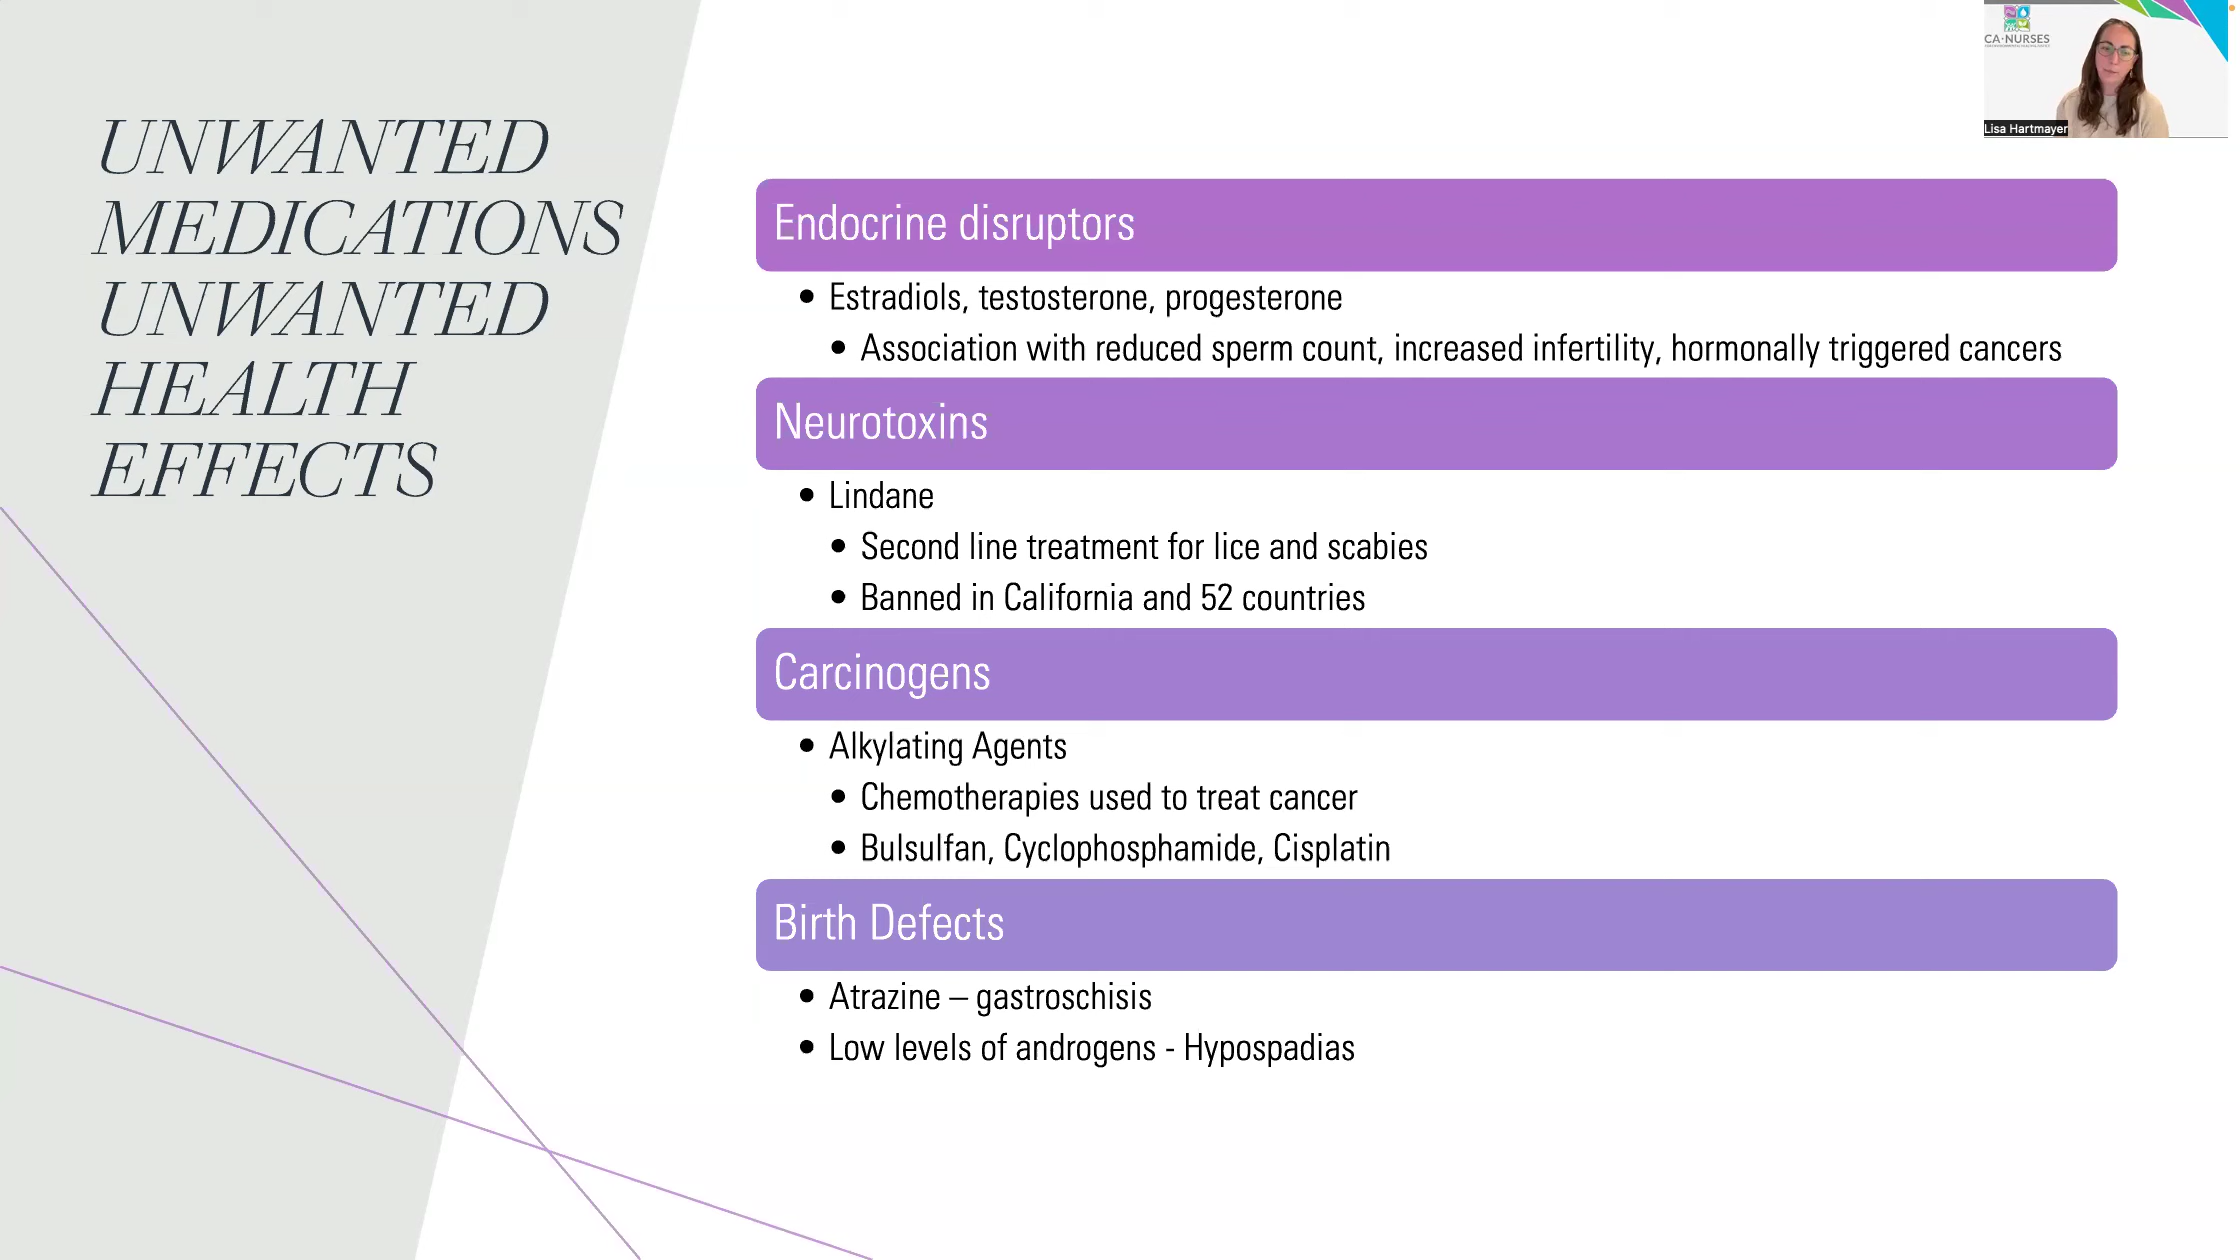 UNWANTED
MEDICATIONS
UNWANTED
HEALTH
EFFECTS
CA·NURSES
Lisa Hartmayer
Endocrine disruptors
• Estradiols, testosterone, progesterone
• Association with reduced sperm count, increased infertility, hormonally triggered cancers
Neurotoxins
• Lindane
• Second line treatment for lice and scabies
• Banned in California and 52 countries
Carcinogens
• Alkylating Agents
• Chemotherapies used to treat cancer
• Bulsulfan, Cyclophosphamide, Cisplatin
Birth Defects
• Atrazine – gastroschisis
• Low levels of androgens - Hypospadias